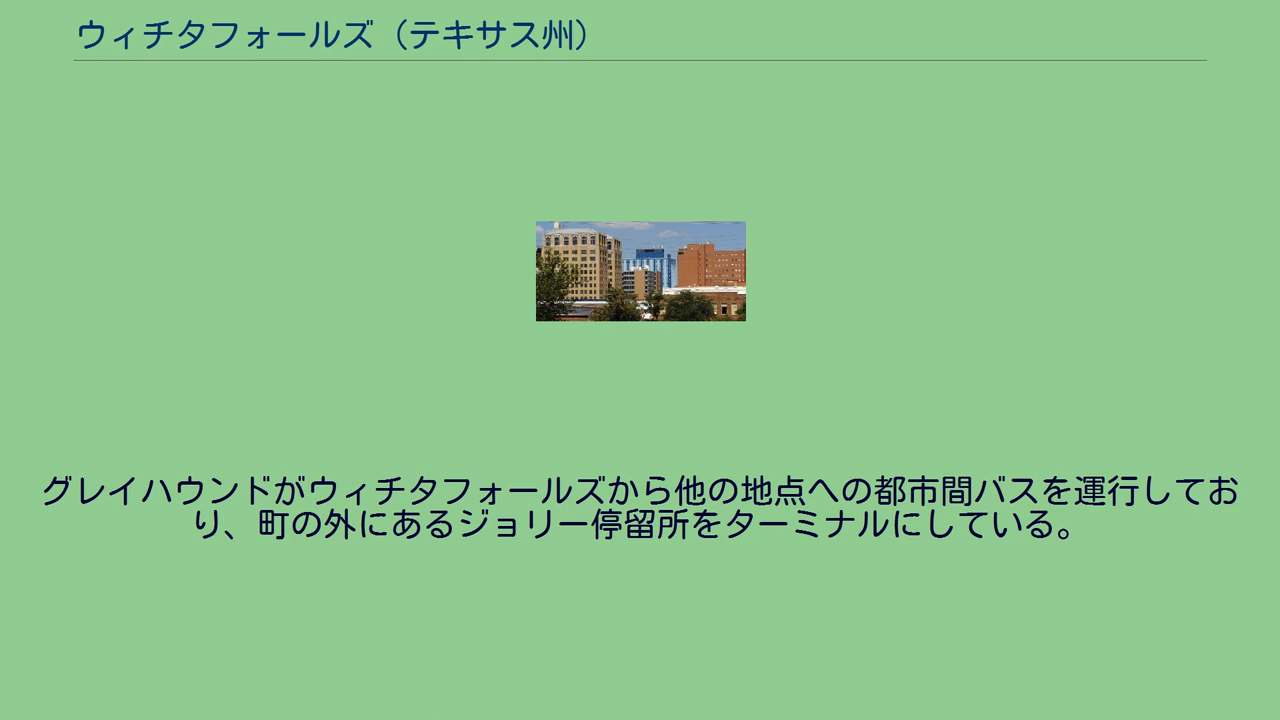 ウィチタフォールズ（テキサス州）
グレイハウンドがウィチタフォールズから他の地点への都市間バスを運行してお
り、町の外にあるジョリー停留所をターミナルにしている。